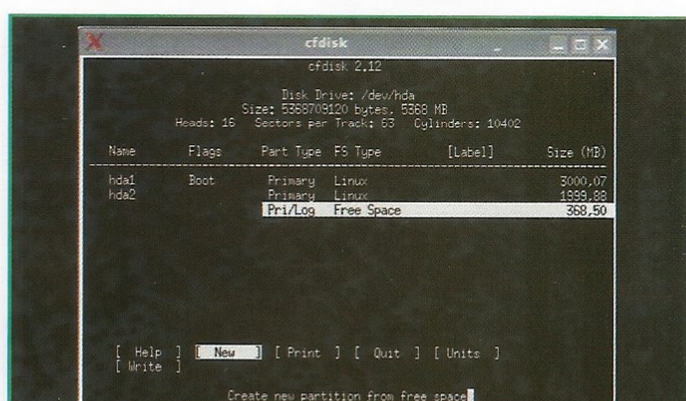 cfdisk
cfdisk 2.12
Disk Drive: /dev/hda
Size: 5368709120 bytes, 5368 MB
Heads: 16 Sectors per Track: 63 Cylinders: 10402
Name Flags Part Type FS Type [Label] Size (MB)
hda1 Boot Primary Linux 3000,07
hda2 Primary Linux 1999,88
Pri/Log Free Space 368,50
[ Help ] [ New ] [ Print ] [ Quit ] [ Units ]
[ Write ]
Create new partition from free space